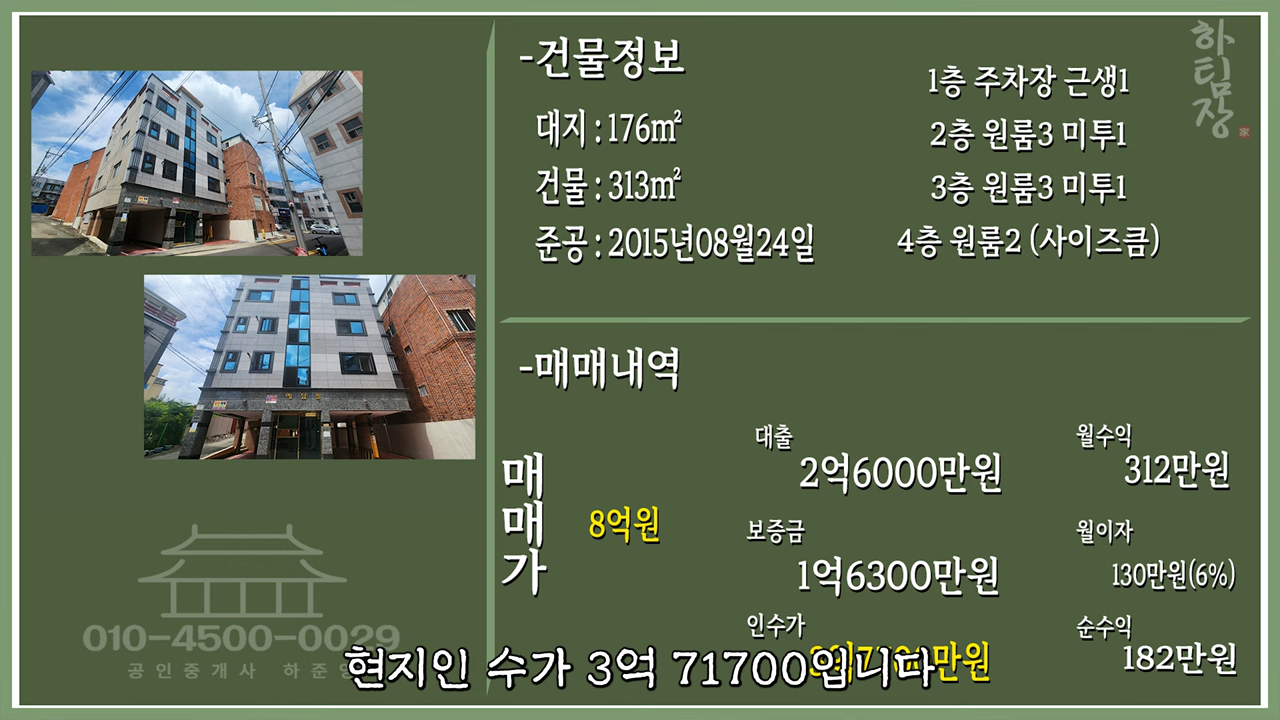 -건물정보
대지 : 176㎡
건물 : 313㎡
준공 : 2015년08월24일
1층 주차장 근생1
2층 원룸3 미투1
3층 원룸3 미투1
4층 원룸2 (사이즈큼)
하팀장
家
-매매내역
매매가
8억원
대출
2억6000만원
보증금
1억6300만원
인수가
만원
월수익
312만원
월이자
130만원(6%)
순수익
182만원
010-4500-0029
공인중개사 하준
현지인 수가 3억 71700입니다